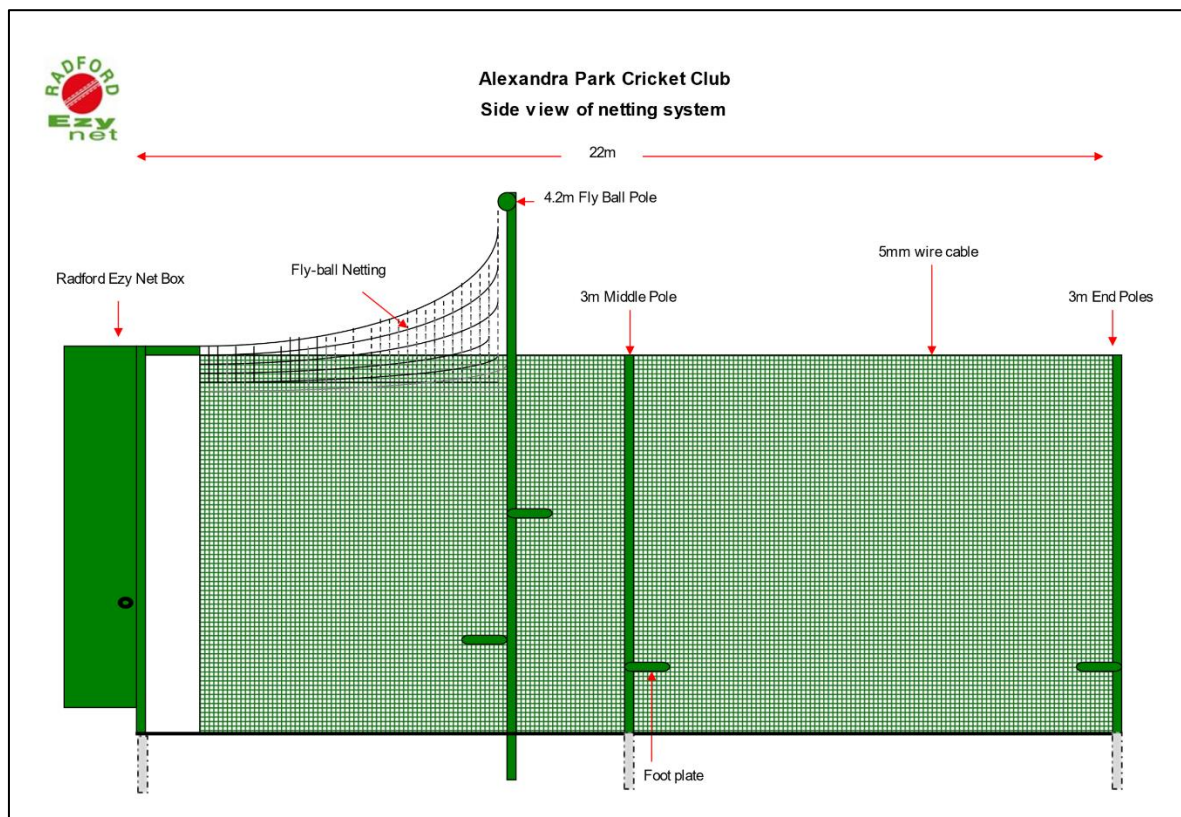 RADFORD
Ezy
net
Alexandra Park Cricket Club
Side view of netting system
22m
4.2m Fly Ball Pole
5mm wire cable
Fly-ball Netting
Radford Ezy Net Box
3m Middle Pole
3m End Poles
Foot plate